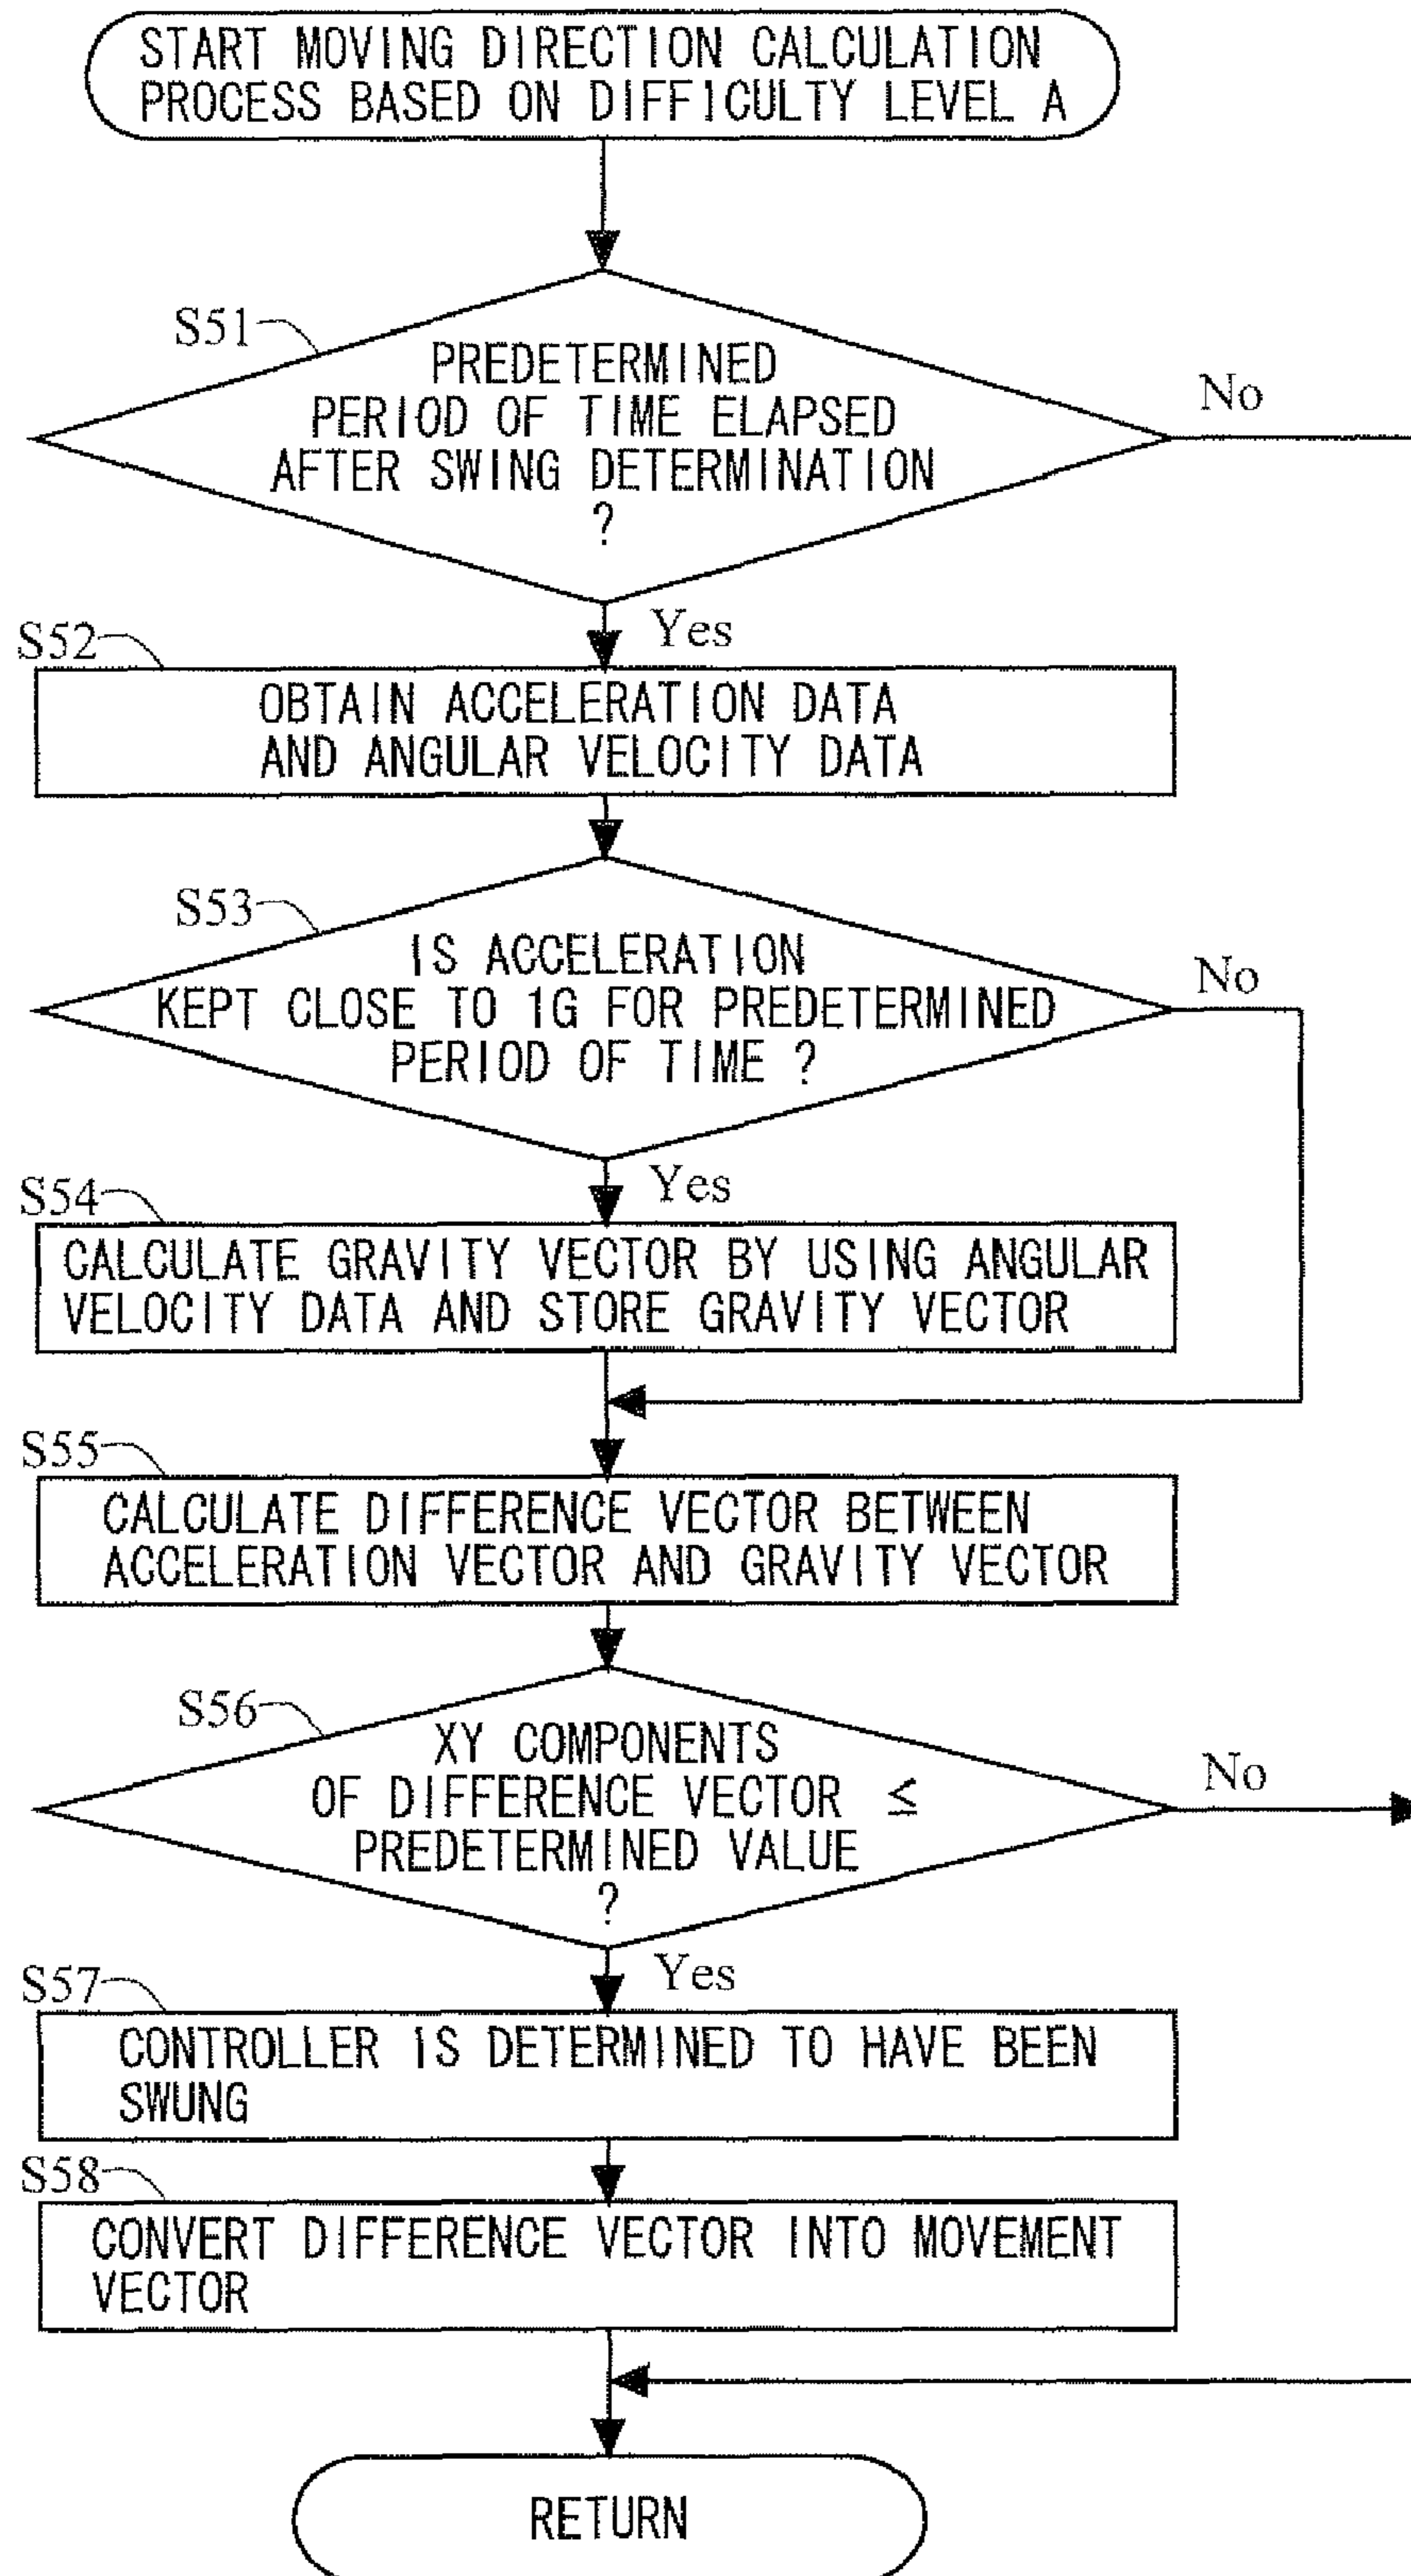 START MOVING DIRECTION CALCULATION
PROCESS BASED ON DIFFICULTY LEVEL A
S51
PREDETERMINED
PERIOD OF TIME ELAPSED
AFTER SWING DETERMINATION
?
No
Yes
S52
OBTAIN ACCELERATION DATA
AND ANGULAR VELOCITY DATA
S53
IS ACCELERATION
KEPT CLOSE TO 1G FOR PREDETERMINED
PERIOD OF TIME ?
No
Yes
S54
CALCULATE GRAVITY VECTOR BY USING ANGULAR
VELOCITY DATA AND STORE GRAVITY VECTOR
S55
CALCULATE DIFFERENCE VECTOR BETWEEN
ACCELERATION VECTOR AND GRAVITY VECTOR
S56
XY COMPONENTS
OF DIFFERENCE VECTOR ≤
PREDETERMINED VALUE
?
No
Yes
S57
CONTROLLER IS DETERMINED TO HAVE BEEN
SWUNG
S58
CONVERT DIFFERENCE VECTOR INTO MOVEMENT
VECTOR
RETURN